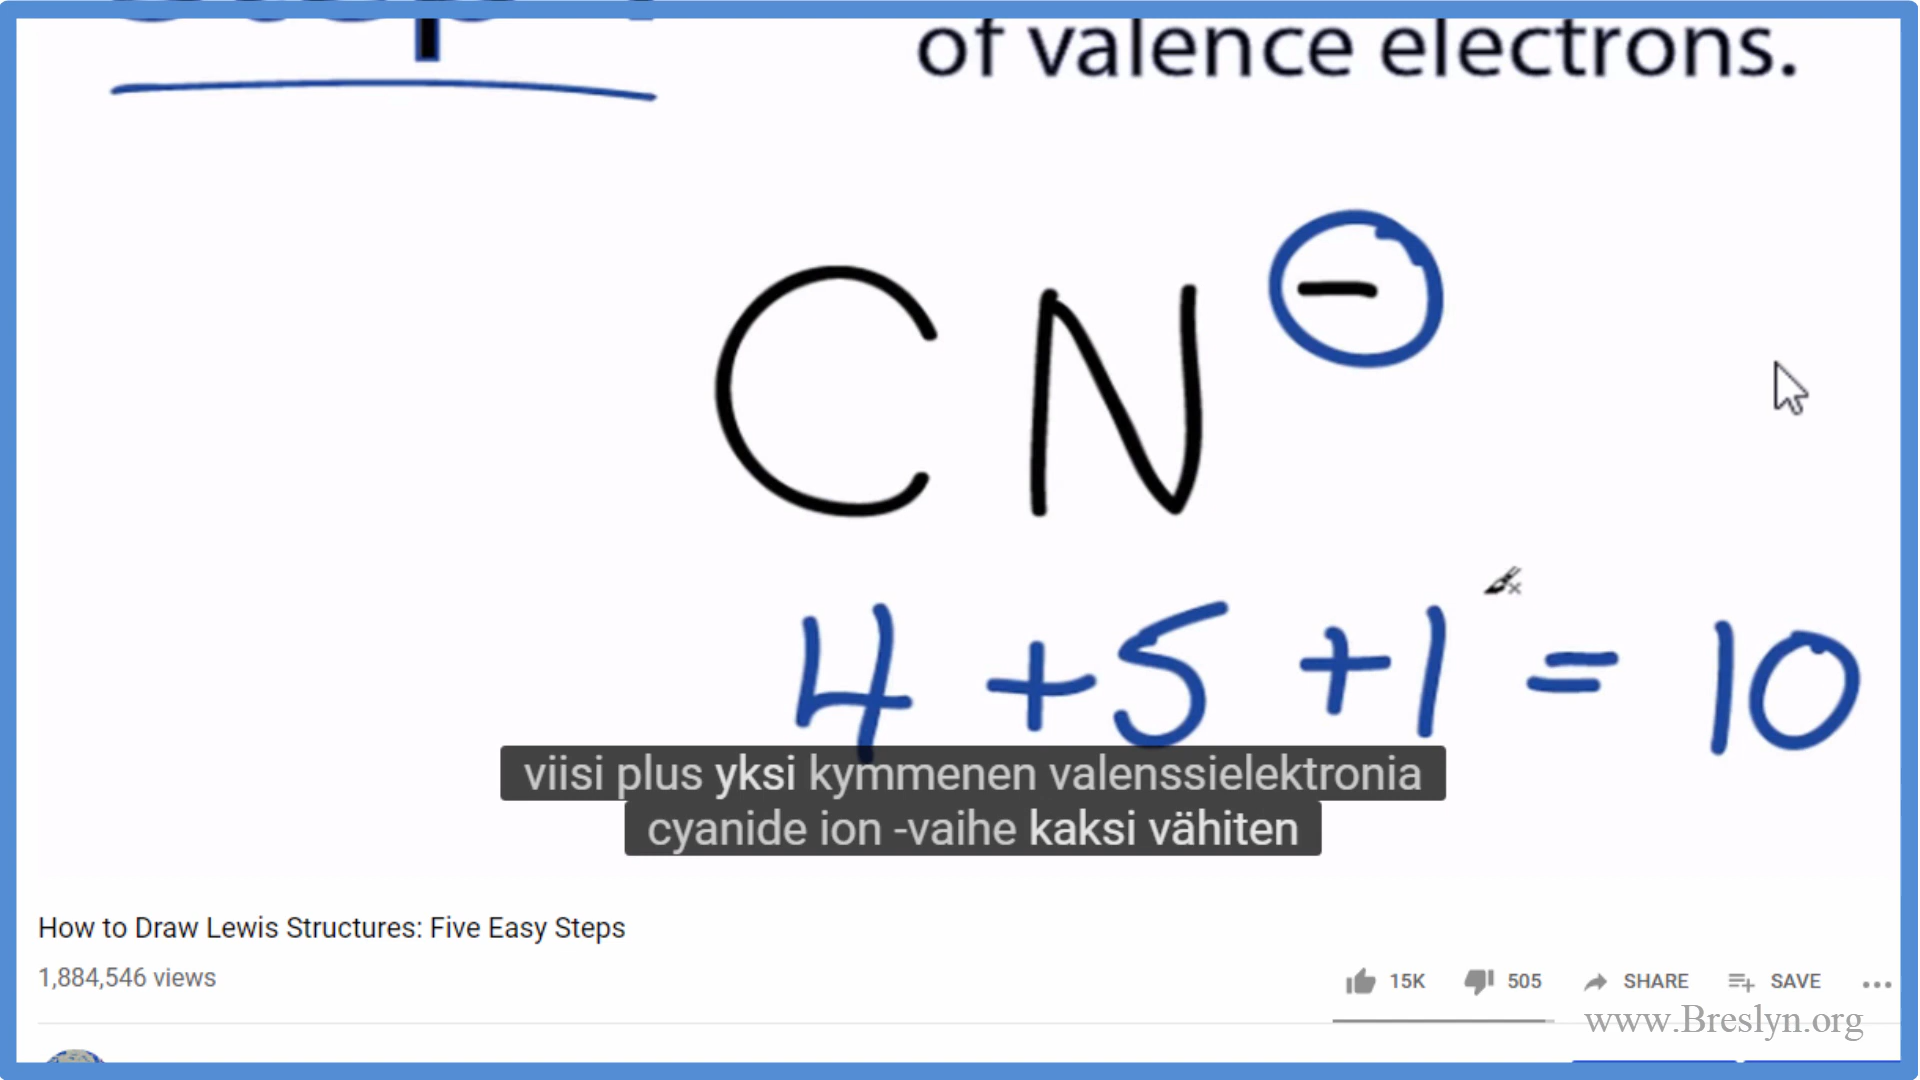 of valence electrons.
CN⁻
4 + 5 + 1 = 10
viisi plus yksi kymmenen valenssielektronia
cyanide ion -vaihe kaksi vähiten
How to Draw Lewis Structures: Five Easy Steps
1,884,546 views
15K 505 SHARE SAVE ...
www.Breslyn.org